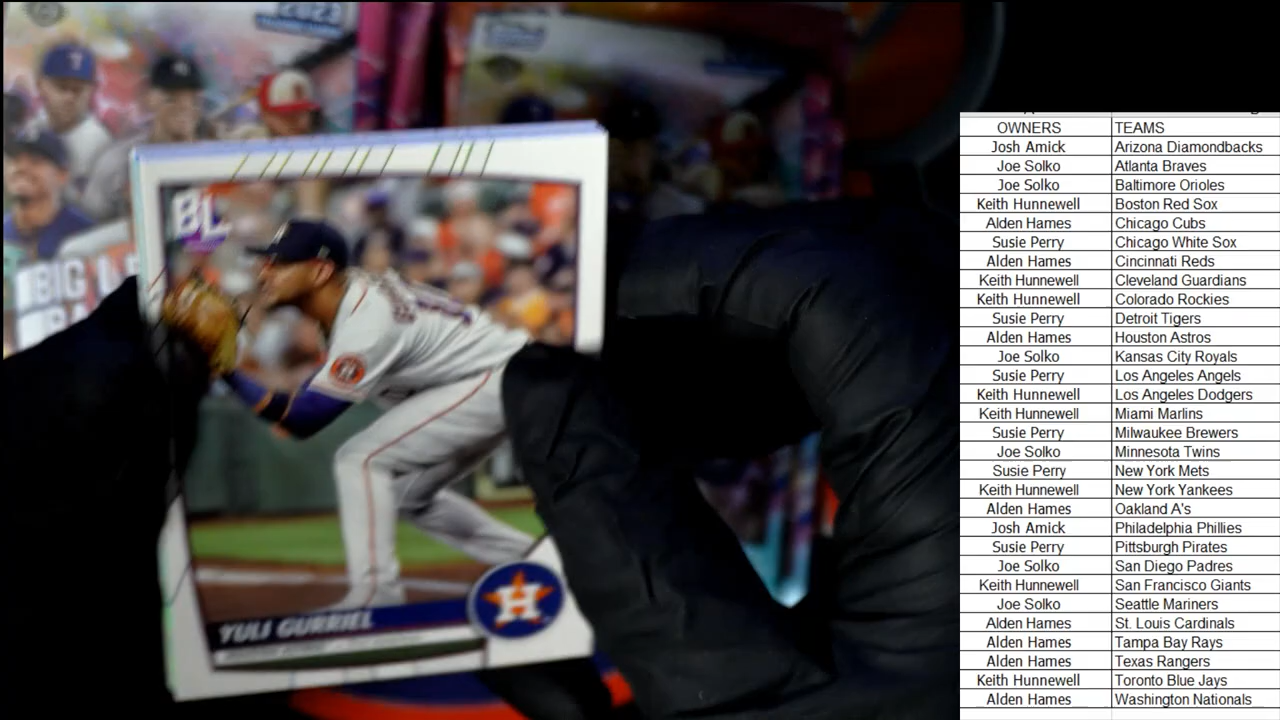 2023
BL
BIG L
YULI GURRIEL
H
OWNERS TEAMS
Josh Amick Arizona Diamondbacks
Joe Solko Atlanta Braves
Joe Solko Baltimore Orioles
Keith Hunnewell Boston Red Sox
Alden Hames Chicago Cubs
Susie Perry Chicago White Sox
Alden Hames Cincinnati Reds
Keith Hunnewell Cleveland Guardians
Keith Hunnewell Colorado Rockies
Susie Perry Detroit Tigers
Alden Hames Houston Astros
Joe Solko Kansas City Royals
Susie Perry Los Angeles Angels
Keith Hunnewell Los Angeles Dodgers
Keith Hunnewell Miami Marlins
Susie Perry Milwaukee Brewers
Joe Solko Minnesota Twins
Susie Perry New York Mets
Keith Hunnewell New York Yankees
Alden Hames Oakland A's
Josh Amick Philadelphia Phillies
Susie Perry Pittsburgh Pirates
Joe Solko San Diego Padres
Keith Hunnewell San Francisco Giants
Joe Solko Seattle Mariners
Alden Hames St. Louis Cardinals
Alden Hames Tampa Bay Rays
Alden Hames Texas Rangers
Keith Hunnewell Toronto Blue Jays
Alden Hames Washington Nationals